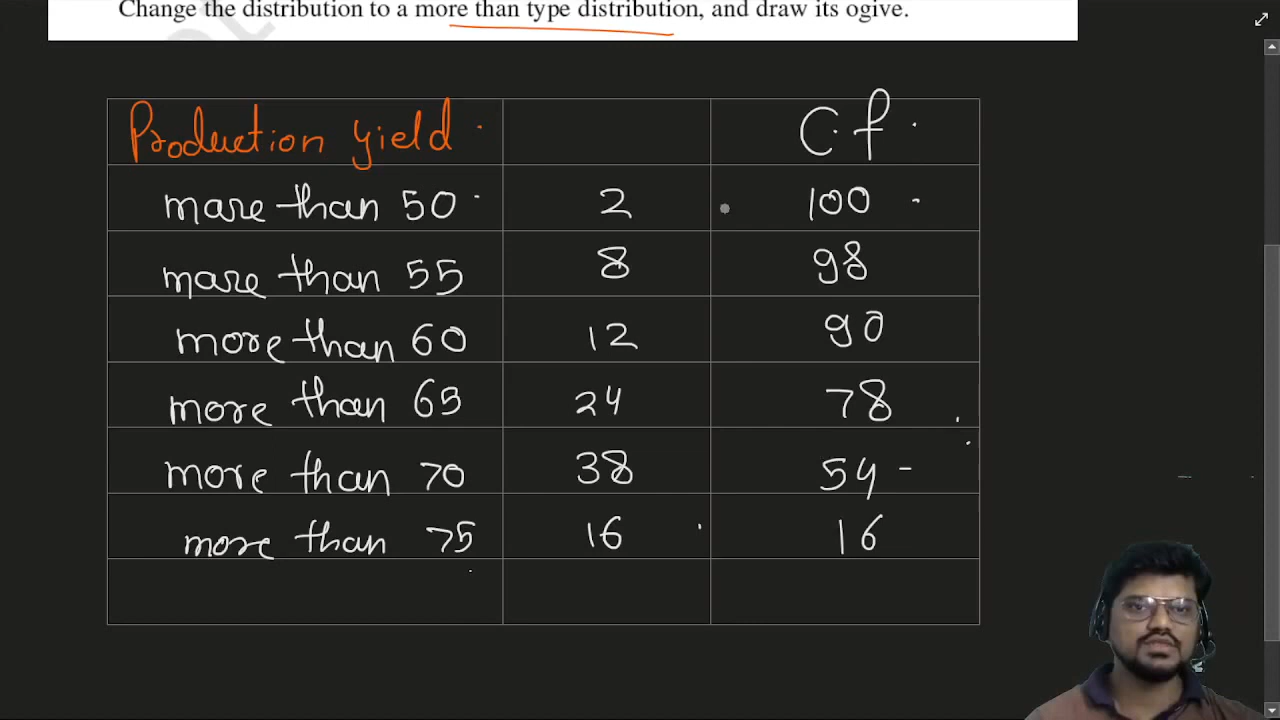 Change the distribution to a more than type distribution, and draw its ogive.
Production yield C.f.
more than 50 2 100
more than 55 8 98
more than 60 12 90
more than 65 24 78
more than 70 38 54
more than 75 16 16